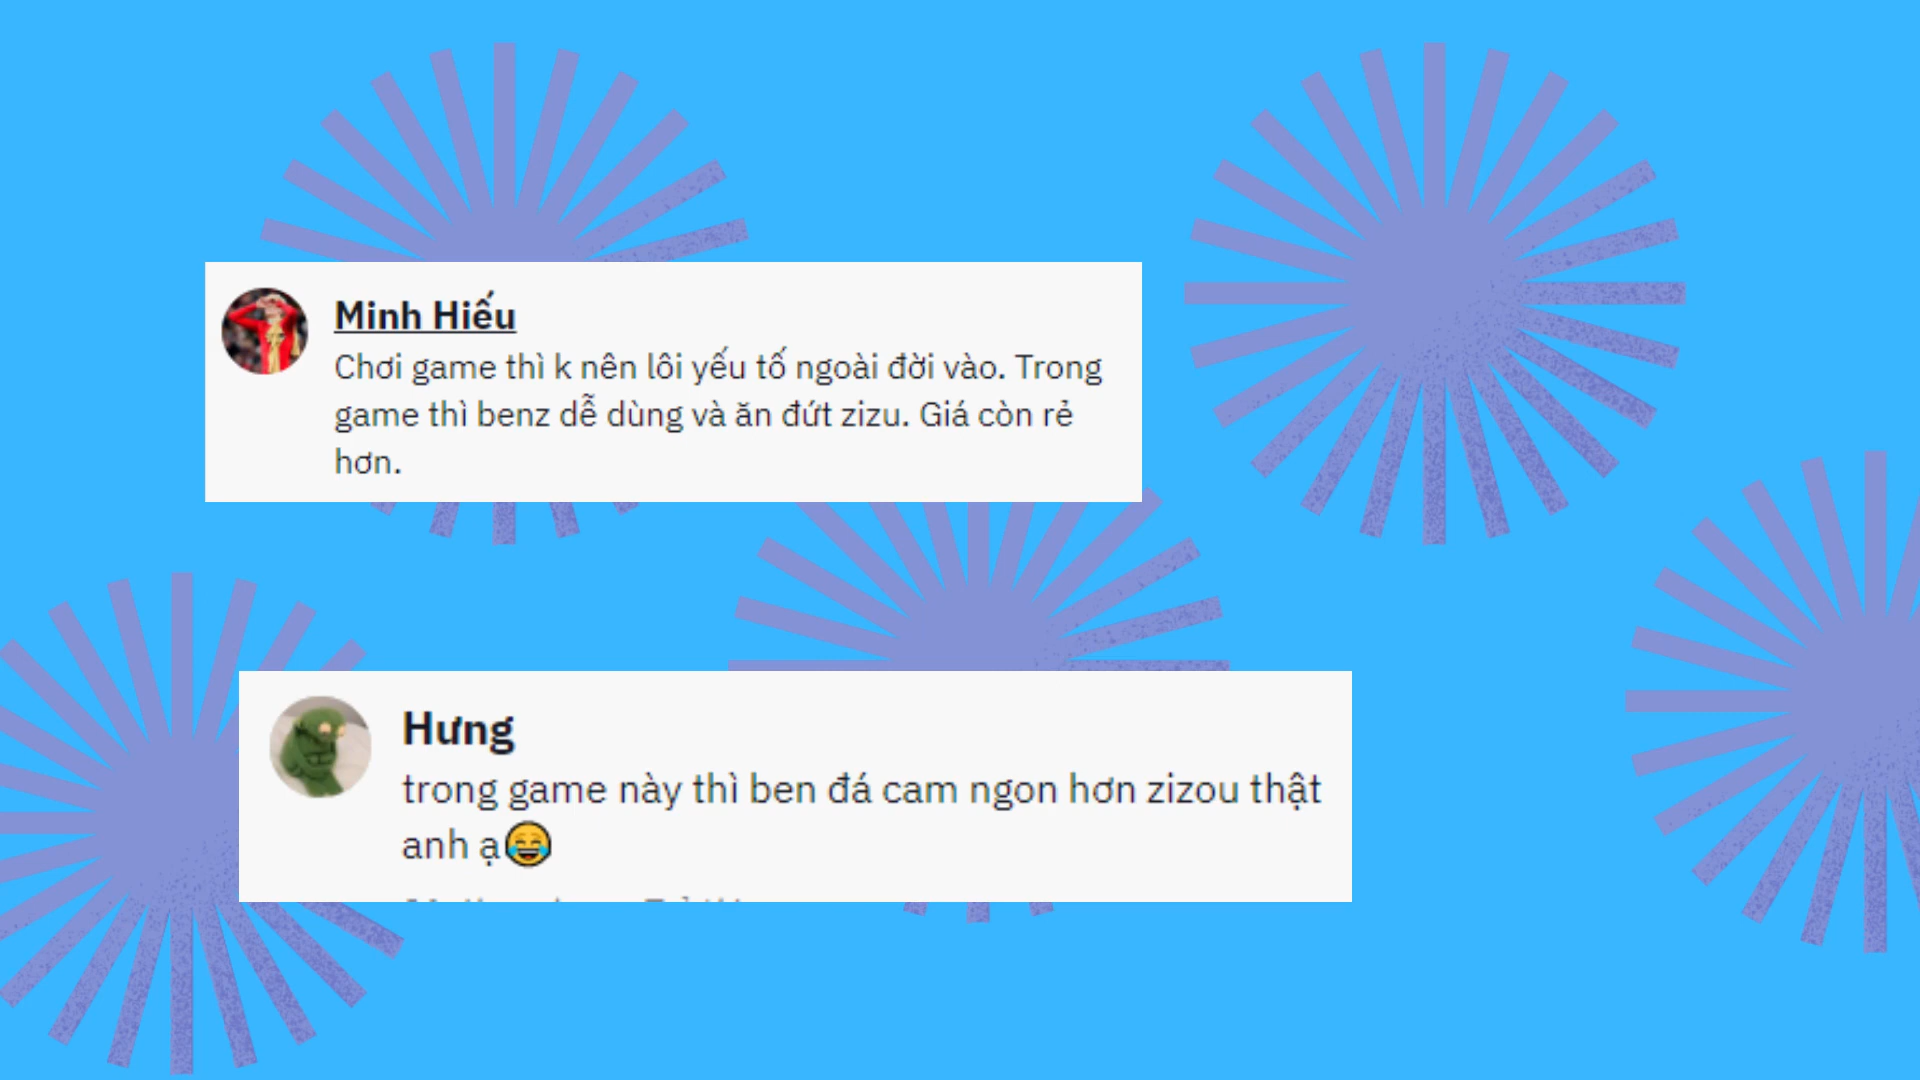 Minh Hiếu
Chơi game thì k nên lôi yếu tố ngoài đời vào. Trong
game thì benz dễ dùng và ăn đứt zizu. Giá còn rẻ
hơn.
Hưng
trong game này thì ben đá cam ngon hơn zizou thật
anh ạ😂